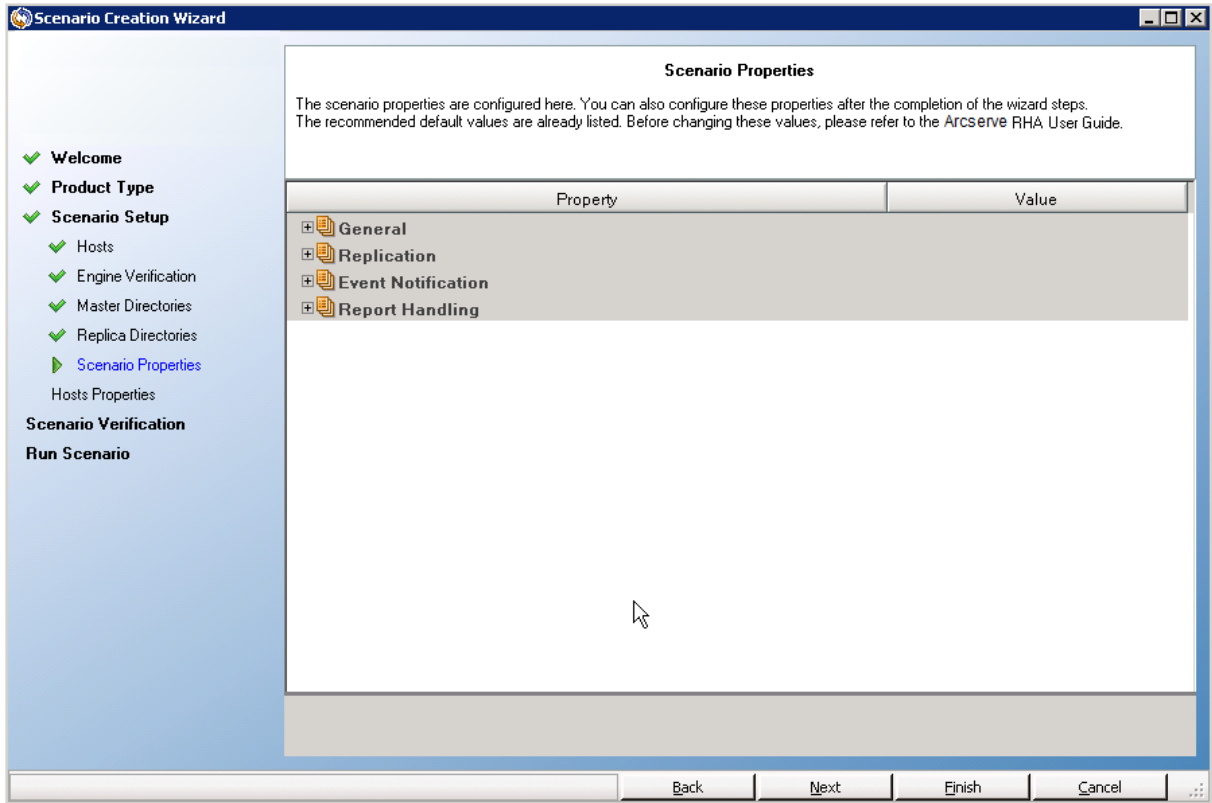 Scenario Creation Wizard
Welcome
Product Type
Scenario Setup
Hosts
Engine Verification
Master Directories
Replica Directories
Scenario Properties
Hosts Properties
Scenario Verification
Run Scenario
Scenario Properties
The scenario properties are configured here. You can also configure these properties after the completion of the wizard steps.
The recommended default values are already listed. Before changing these values, please refer to the Arcserve RHA User Guide.
Property Value
General
Replication
Event Notification
Report Handling
Back Next Finish Cancel